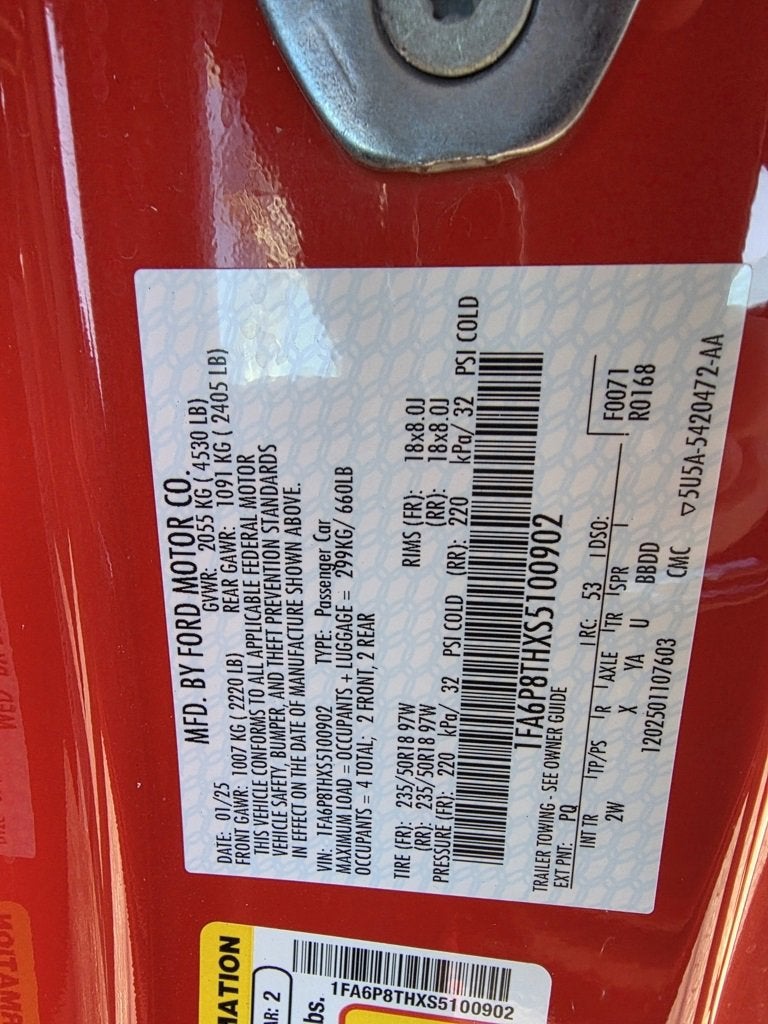 MFD. BY FORD MOTOR CO.
DATE: 01/25 GVWR: 2055 KG ( 4530 LB)
FRONT GAWR: 1007 KG ( 2220 LB) REAR GAWR: 1091 KG ( 2405 LB)
THIS VEHICLE CONFORMS TO ALL APPLICABLE FEDERAL MOTOR
VEHICLE SAFETY, BUMPER, AND THEFT PREVENTION STANDARDS
IN EFFECT ON THE DATE OF MANUFACTURE SHOWN ABOVE.
VIN: 1FA6P8THXS5100902 TYPE: Passenger Car
MAXIMUM LOAD = OCCUPANTS + LUGGAGE = 299KG/ 660LB
OCCUPANTS = 4 TOTAL; 2 FRONT, 2 REAR
TIRE (FR): 235/50R18 97W RIMS (FR): 18x8.0J
(RR): 235/50R18 97W (RR): 18x8.0J
PRESSURE (FR): 220 kPa/ 32 PSI COLD (RR): 220 kPa/ 32 PSI COLD
1FA6P8THXS5100902
TRAILER TOWING - SEE OWNER GUIDE
EXT PNT: PQ RC: 53 DSO: F0071
R0168
INT TR TP/PS R AXLE TR SPR
2W X YA U BBDD
1202501107603 CMC ▽5U5A-5420472-AA
MATION
AR: 2
lbs.
1FA6P8THXS5100902